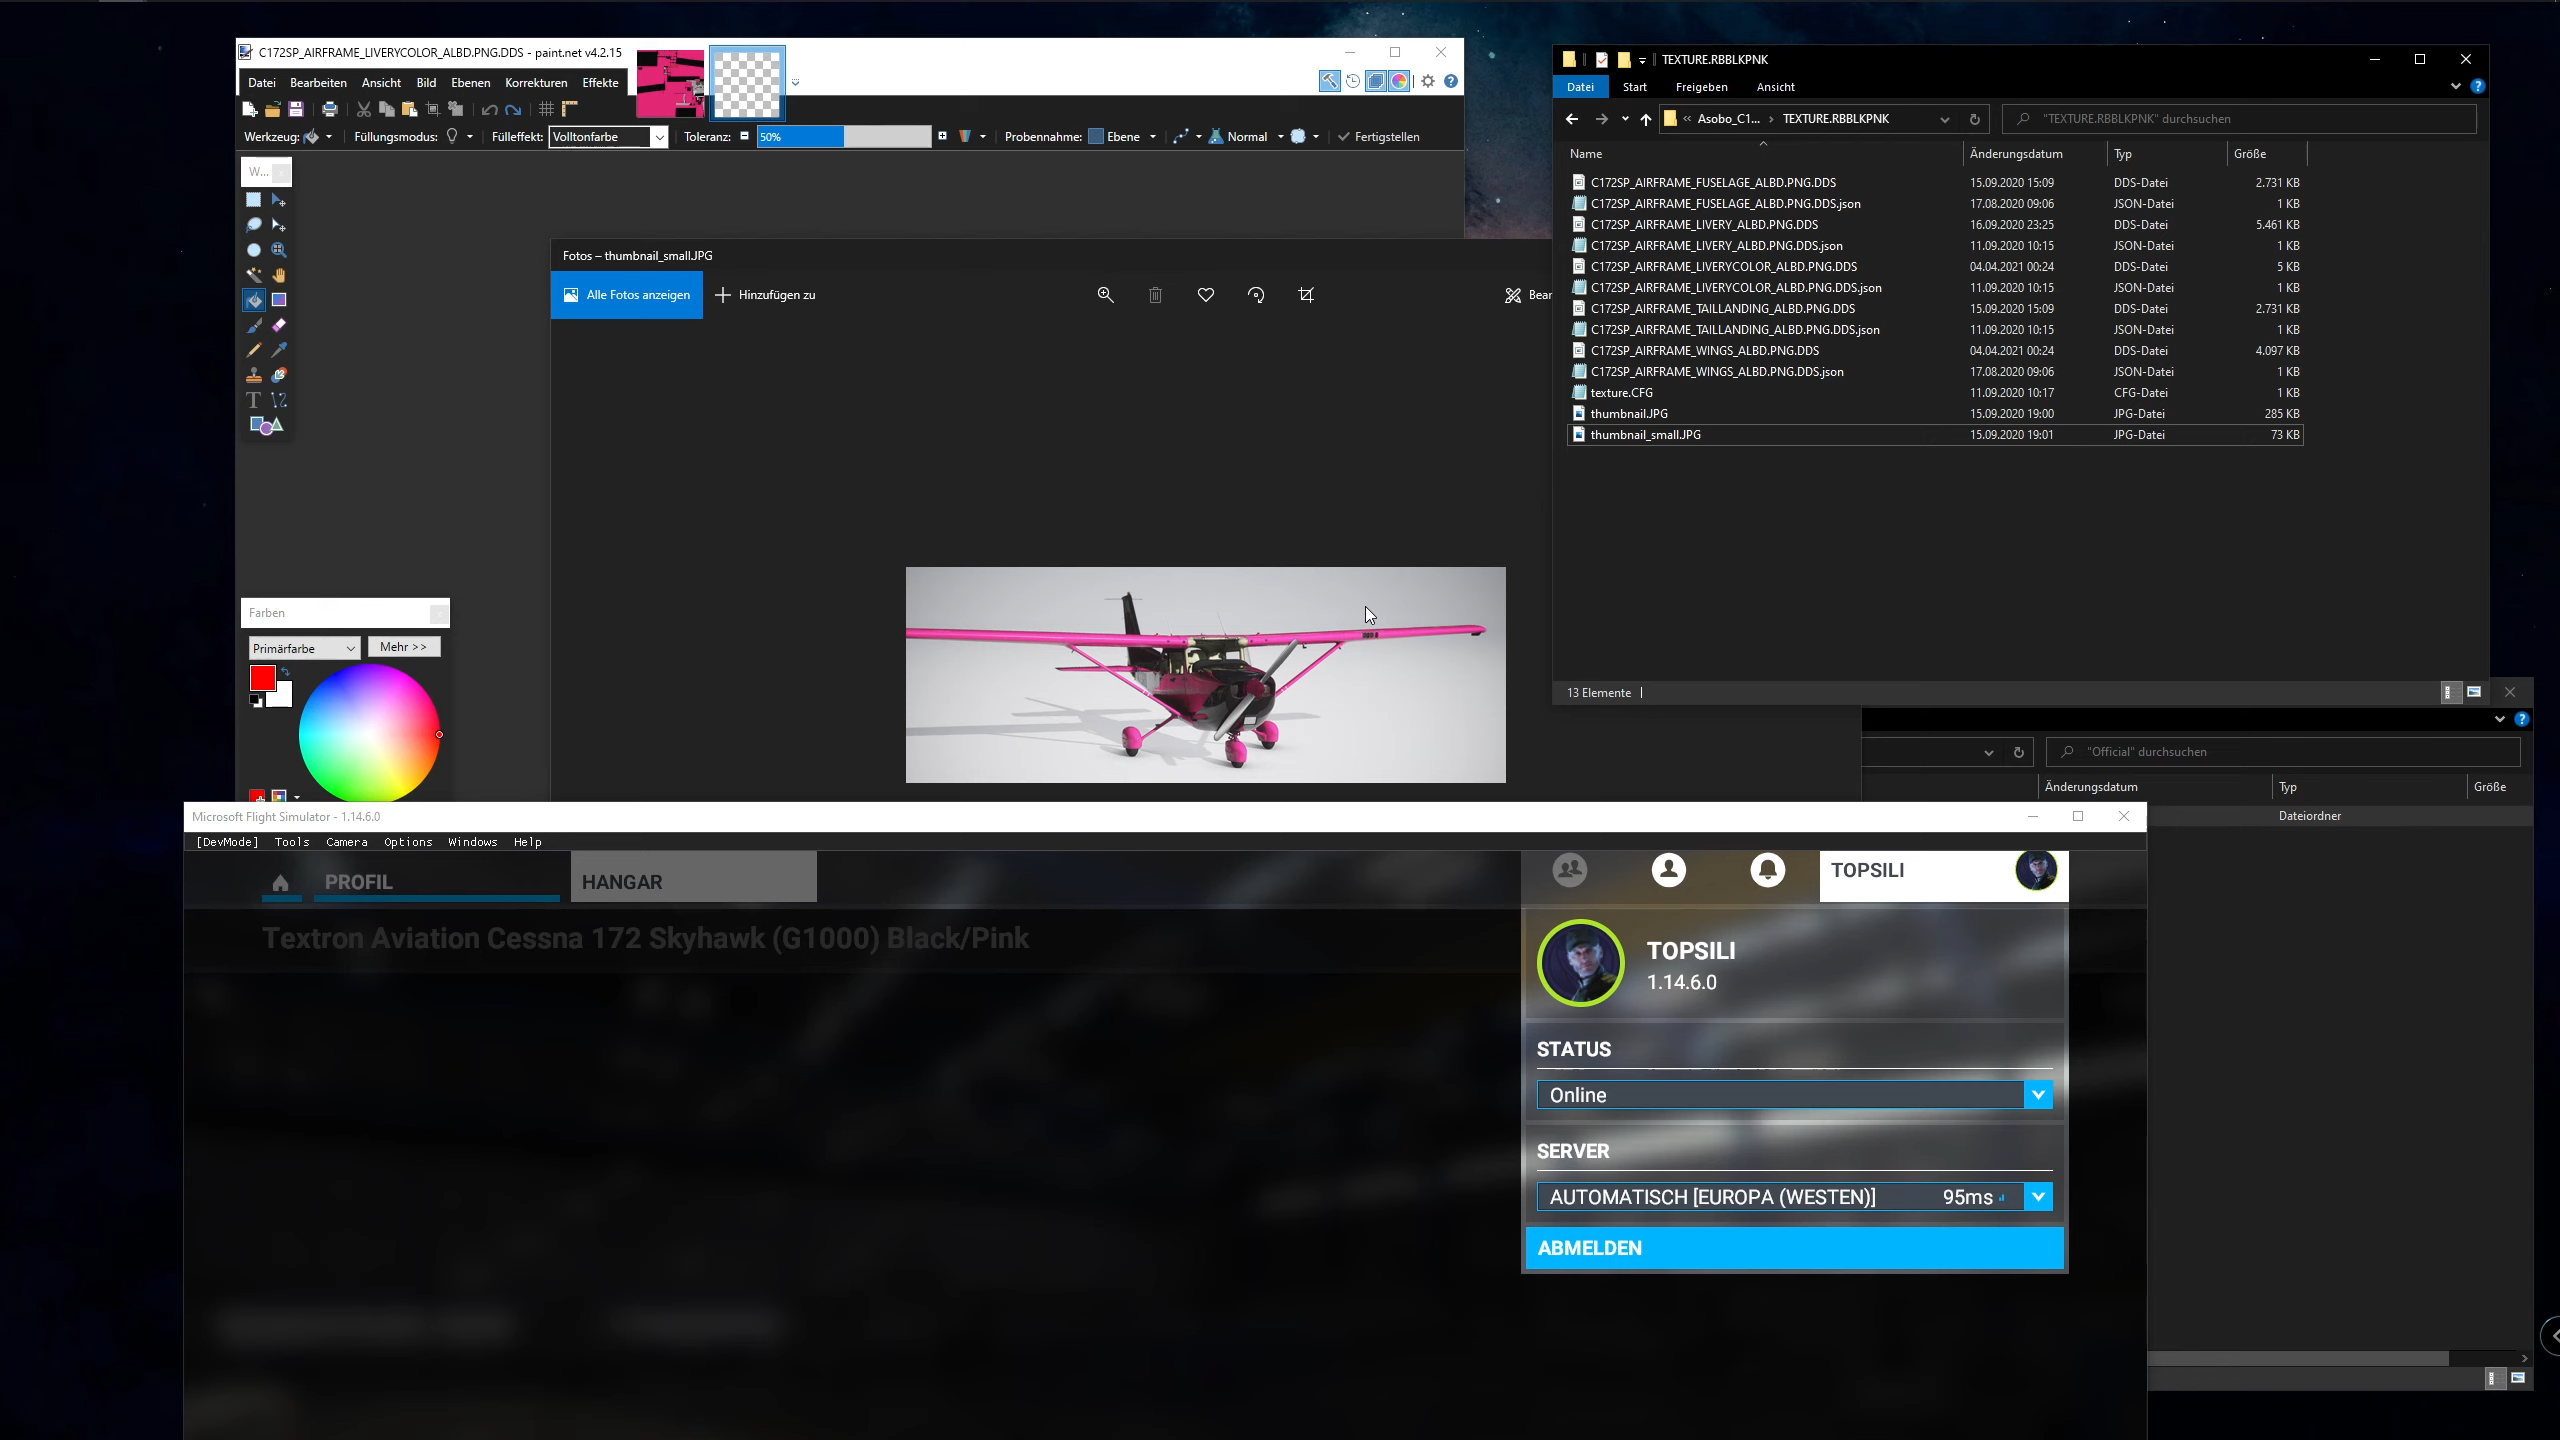 C172SP_AIRFRAME_LIVERYCOLOR_ALBD.PNG.DDS - paint.net v4.2.15
Datei Bearbeiten Ansicht Bild Ebenen Korrekturen Effekte
Werkzeug: Füllungsmodus: Fülleffekt: Volltonfarbe Toleranz: 50% Probennahme: Ebene Normal Fertigstellen
W...
Fotos – thumbnail_small.JPG
Alle Fotos anzeigen Hinzufügen zu Bear
Farben
Primärfarbe Mehr >>
TEXTURE.RBBLKPNK
Datei Start Freigeben Ansicht
« Asobo_C1... › TEXTURE.RBBLKPNK "TEXTURE.RBBLKPNK" durchsuchen
Name Änderungsdatum Typ Größe
C172SP_AIRFRAME_FUSELAGE_ALBD.PNG.DDS 15.09.2020 15:09 DDS-Datei 2.731 KB
C172SP_AIRFRAME_FUSELAGE_ALBD.PNG.DDS.json 17.08.2020 09:06 JSON-Datei 1 KB
C172SP_AIRFRAME_LIVERY_ALBD.PNG.DDS 16.09.2020 23:25 DDS-Datei 5.461 KB
C172SP_AIRFRAME_LIVERY_ALBD.PNG.DDS.json 11.09.2020 10:15 JSON-Datei 1 KB
C172SP_AIRFRAME_LIVERYCOLOR_ALBD.PNG.DDS 04.04.2021 00:24 DDS-Datei 5 KB
C172SP_AIRFRAME_LIVERYCOLOR_ALBD.PNG.DDS.json 11.09.2020 10:15 JSON-Datei 1 KB
C172SP_AIRFRAME_TAILLANDING_ALBD.PNG.DDS 15.09.2020 15:09 DDS-Datei 2.731 KB
C172SP_AIRFRAME_TAILLANDING_ALBD.PNG.DDS.json 11.09.2020 10:15 JSON-Datei 1 KB
C172SP_AIRFRAME_WINGS_ALBD.PNG.DDS 04.04.2021 00:24 DDS-Datei 4.097 KB
C172SP_AIRFRAME_WINGS_ALBD.PNG.DDS.json 17.08.2020 09:06 JSON-Datei 1 KB
texture.CFG 11.09.2020 10:17 CFG-Datei 1 KB
thumbnail.JPG 15.09.2020 19:00 JPG-Datei 285 KB
thumbnail_small.JPG 15.09.2020 19:01 JPG-Datei 73 KB
13 Elemente
"Official" durchsuchen
Änderungsdatum Typ Größe
Dateiordner
Microsoft Flight Simulator - 1.14.6.0
[DevMode] Tools Camera Options Windows Help
PROFIL HANGAR TOPSILI
Textron Aviation Cessna 172 Skyhawk (G1000) Black/Pink
TOPSILI
1.14.6.0
STATUS
Online
SERVER
AUTOMATISCH [EUROPA (WESTEN)] 95ms
ABMELDEN